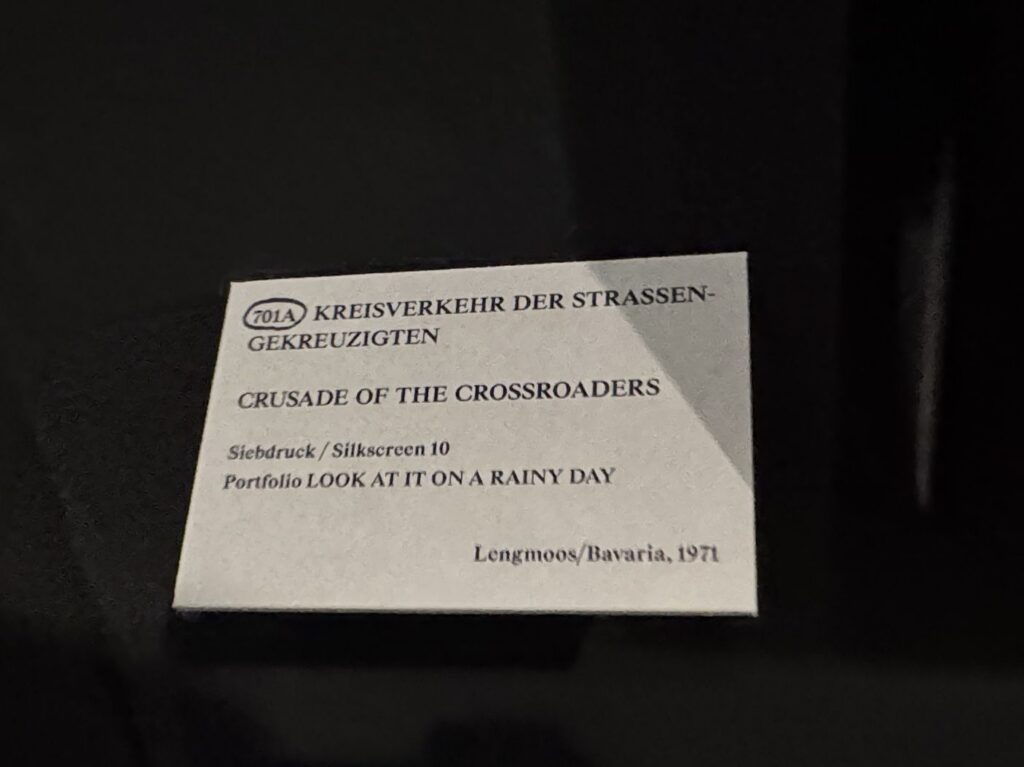 701A KREISVERKEHR DER STRASSEN-
GEKREUZIGTEN
CRUSADE OF THE CROSSROADERS
Siebdruck / Silkscreen 10
Portfolio LOOK AT IT ON A RAINY DAY
Lengmoos/Bavaria, 1971